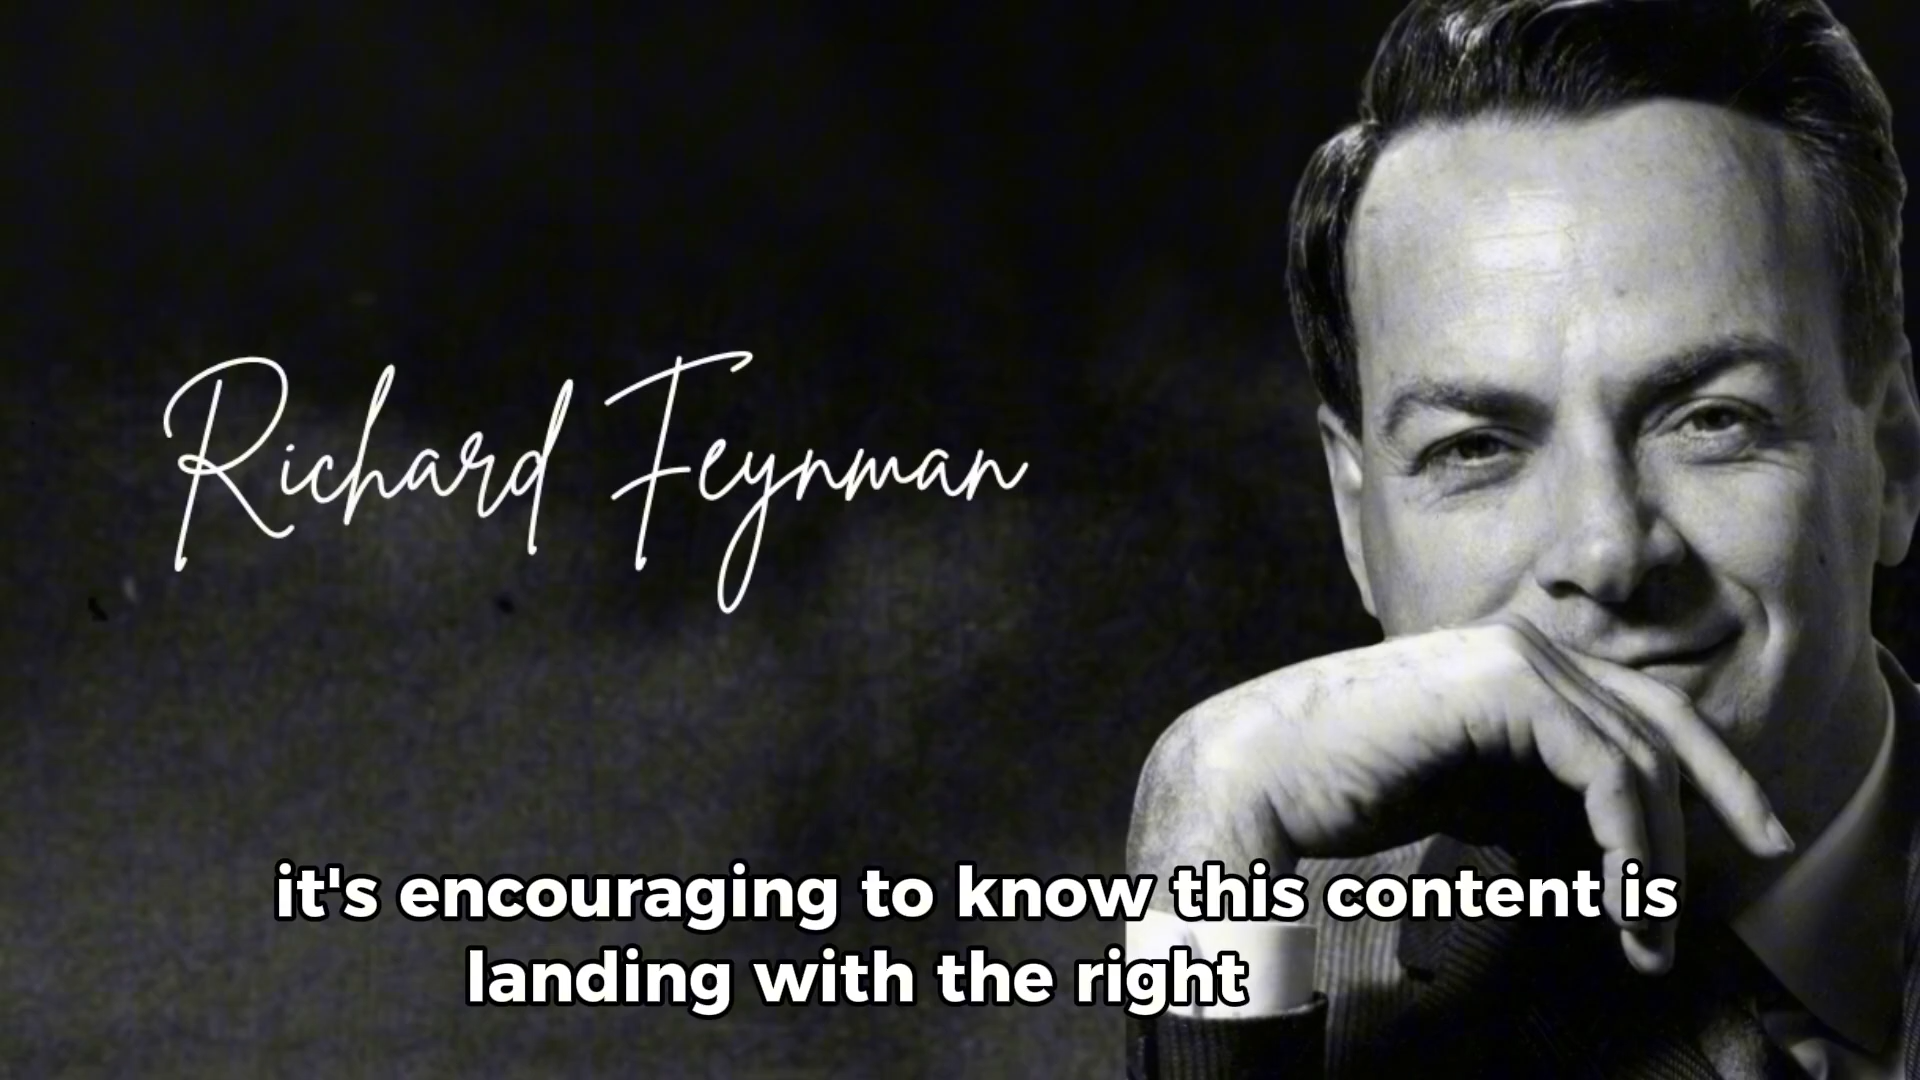 Richard Feynman
it's encouraging to know this content is
landing with the right